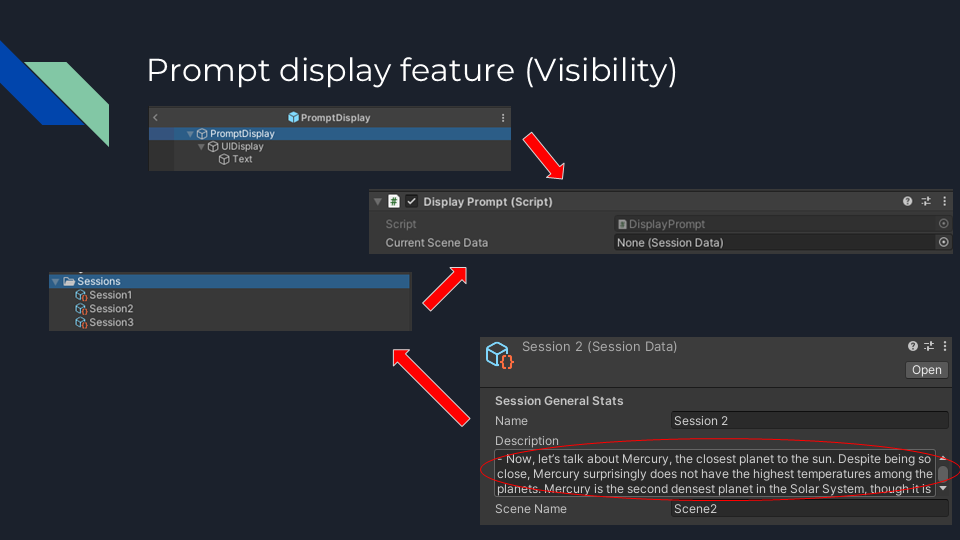 Prompt display feature (Visibility)
PromptDisplay
PromptDisplay
UIDisplay
Text
# Display Prompt (Script)
Script DisplayPrompt
Current Scene Data None (Session Data)
Sessions
Session1
Session2
Session3
Session 2 (Session Data)
Open
Session General Stats
Name Session 2
Description
- Now, let's talk about Mercury, the closest planet to the sun. Despite being so
close, Mercury surprisingly does not have the highest temperatures among the
planets. Mercury is the second densest planet in the Solar System, though it is
Scene Name Scene2